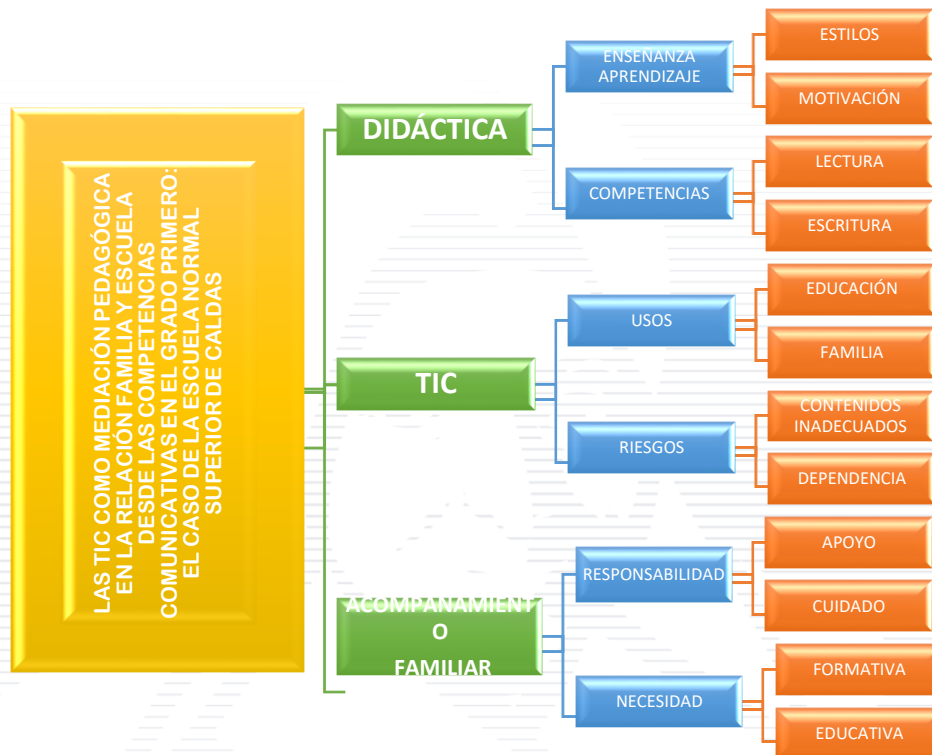 LAS TIC COMO MEDIACIÓN PEDAGÓGICA
EN LA RELACIÓN FAMILIA Y ESCUELA
DESDE LAS COMPETENCIAS
COMUNICATIVAS EN EL GRADO PRIMERO:
EL CASO DE LA ESCUELA NORMAL
SUPERIOR DE CALDAS
DIDÁCTICA
ENSEÑANZA
APRENDIZAJE
ESTILOS
MOTIVACIÓN
COMPETENCIAS
LECTURA
ESCRITURA
TIC
USOS
EDUCACIÓN
FAMILIA
RIESGOS
CONTENIDOS
INADECUADOS
DEPENDENCIA
ACOMPAÑAMIENT
O
FAMILIAR
RESPONSABILIDAD
APOYO
CUIDADO
NECESIDAD
FORMATIVA
EDUCATIVA